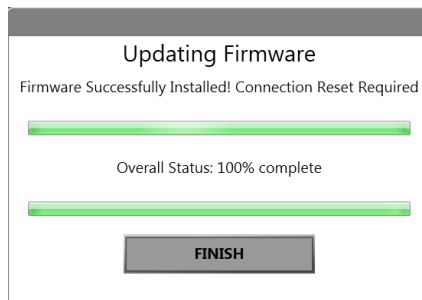 Updating Firmware
Firmware Successfully Installed! Connection Reset Required
Overall Status: 100% complete
FINISH